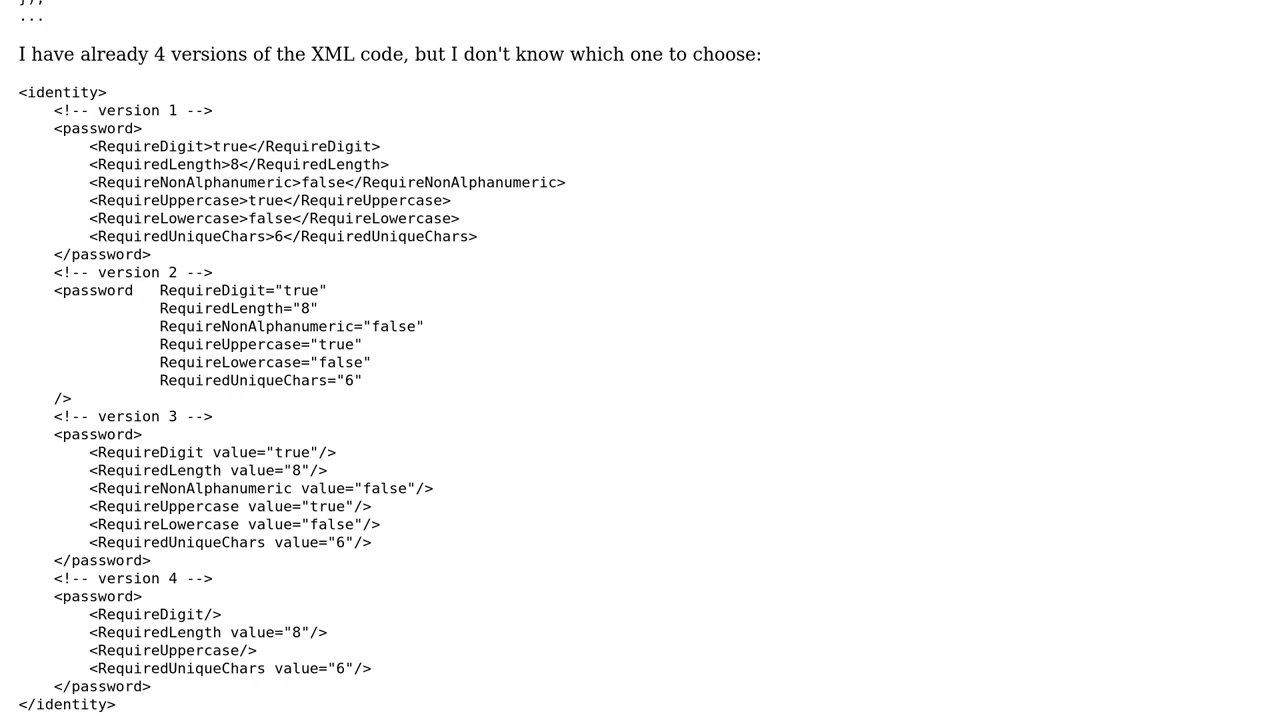 });
...
I have already 4 versions of the XML code, but I don't know which one to choose:
<identity>
    <!-- version 1 -->
    <password>
        <RequireDigit>true</RequireDigit>
        <RequiredLength>8</RequiredLength>
        <RequireNonAlphanumeric>false</RequireNonAlphanumeric>
        <RequireUppercase>true</RequireUppercase>
        <RequireLowercase>false</RequireLowercase>
        <RequiredUniqueChars>6</RequiredUniqueChars>
    </password>
    <!-- version 2 -->
    <password   RequireDigit="true"
                RequiredLength="8"
                RequireNonAlphanumeric="false"
                RequireUppercase="true"
                RequireLowercase="false"
                RequiredUniqueChars="6"
    />
    <!-- version 3 -->
    <password>
        <RequireDigit value="true"/>
        <RequiredLength value="8"/>
        <RequireNonAlphanumeric value="false"/>
        <RequireUppercase value="true"/>
        <RequireLowercase value="false"/>
        <RequiredUniqueChars value="6"/>
    </password>
    <!-- version 4 -->
    <password>
        <RequireDigit/>
        <RequiredLength value="8"/>
        <RequireUppercase/>
        <RequiredUniqueChars value="6"/>
    </password>
</identity>